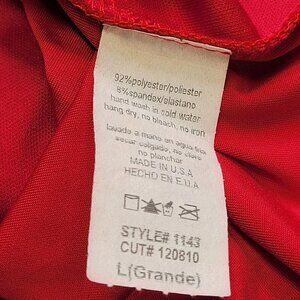 92%polyester/poliester
8%spandex/elastano
hand wash in cold water
hang dry, no bleach, no iron
lavado a mano en agua fria
secar colgado, no cloro
no planchar
MADE IN U.S.A
HECHO EN E.U.A
STYLE# 1143
CUT# 120810
L(Grande)